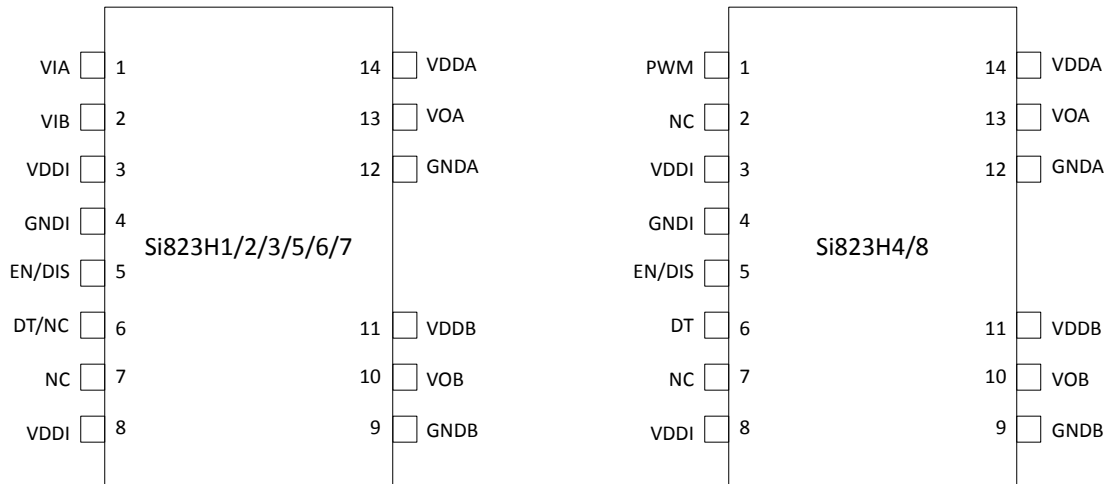 VIA 1 14 VDDA
VIB 2 13 VOA
VDDI 3 12 GNDA
GNDI 4
Si823H1/2/3/5/6/7
EN/DIS 5
DT/NC 6 11 VDDB
NC 7 10 VOB
VDDI 8 9 GNDB
PWM 1 14 VDDA
NC 2 13 VOA
VDDI 3 12 GNDA
GNDI 4
Si823H4/8
EN/DIS 5
DT 6 11 VDDB
NC 7 10 VOB
VDDI 8 9 GNDB